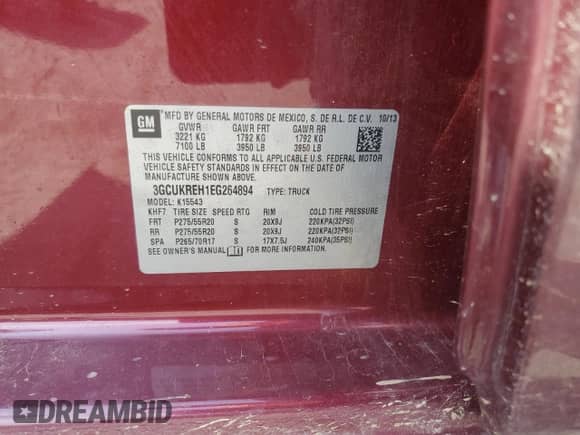 GM
MFD BY GENERAL MOTORS DE MEXICO, S. DE R.L. DE C.V. 10/13
GVWR GAWR FRT GAWR RR
3221 KG 1792 KG 1792 KG
7100 LB 3950 LB 3950 LB
THIS VEHICLE CONFORMS TO ALL APPLICABLE U.S. FEDERAL MOTOR
VEHICLE SAFETY STANDARDS IN EFFECT ON THE DATE OF
MANUFACTURE SHOWN ABOVE.
3GCUKREH1EG264894 TYPE: TRUCK
MODEL: K15543
KHF7 TIRE SIZE SPEED RTG RIM COLD TIRE PRESSURE
FRT P275/55R20 S 20X9J 220KPA(32PSI)
RR P275/55R20 S 20X9J 220KPA(32PSI)
SPA P265/70R17 S 17X7.5J 240KPA(35PSI)
SEE OWNER'S MANUAL FOR MORE INFORMATION.
DREAMBID